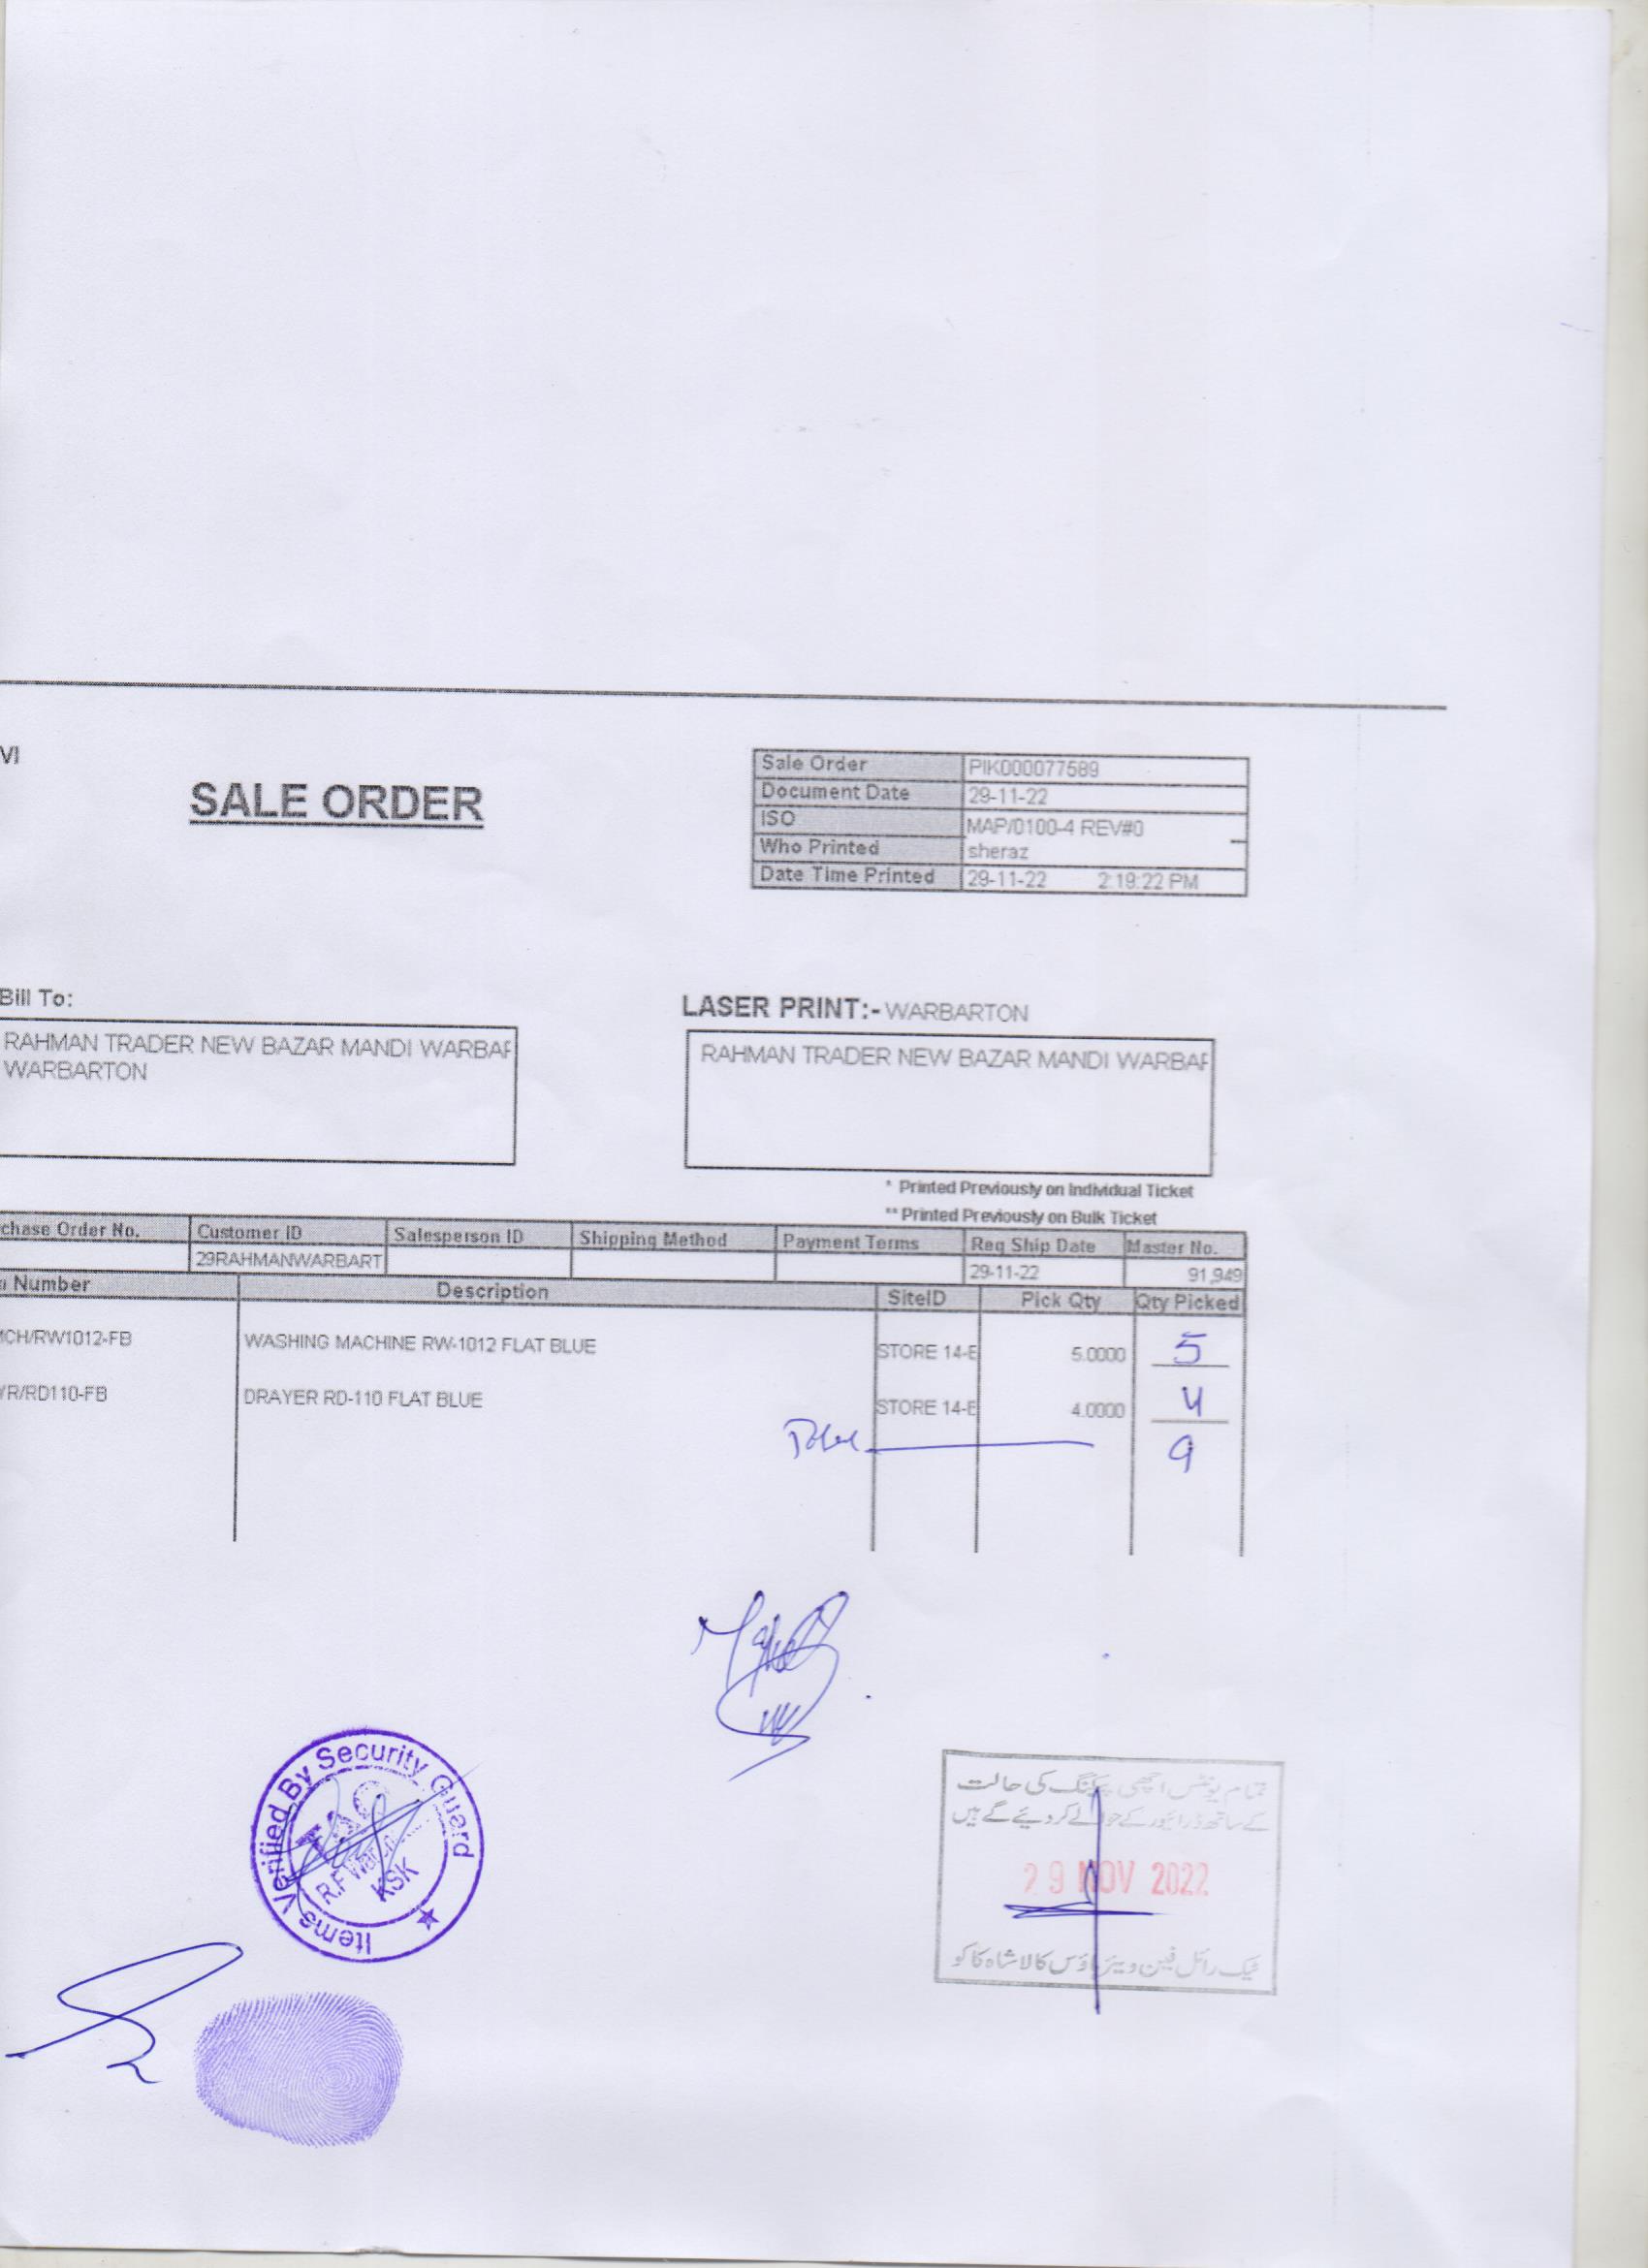 VI
SALE ORDER
Sale Order PIK000077589
Document Date 29-11-22
ISO MAP/0100-4 REV#0
Who Printed sheraz
Date Time Printed 29-11-22 2:19:22 PM
Bill To:
LASER PRINT:- WARBARTON
RAHMAN TRADER NEW BAZAR MANDI WARBAR
WARBARTON
RAHMAN TRADER NEW BAZAR MANDI WARBAR
* Printed Previously on Individual Ticket
** Printed Previously on Bulk Ticket
chase Order No. Customer ID Salesperson ID Shipping Method Payment Terms Req Ship Date Master No.
29RAHMANWARBART 29-11-22 91,949
Number Description SiteID Pick Qty Qty Picked
MCH/RW1012-FB WASHING MACHINE RW-1012 FLAT BLUE STORE 14-E 5.0000 5
YR/RD110-FB DRAYER RD-110 FLAT BLUE STORE 14-E 4.0000 4
Total 9
Items Verified By Security Guard
R.F
KSK
تمام یونٹس اچھی پیکنگ کی حالت
کے ساتھ ڈرائیور کے حوالے کر دیئے گے ہیں
29 NOV 2022
ٹیک رائل فین ویئر ہاؤس کالا شاہ کاکو